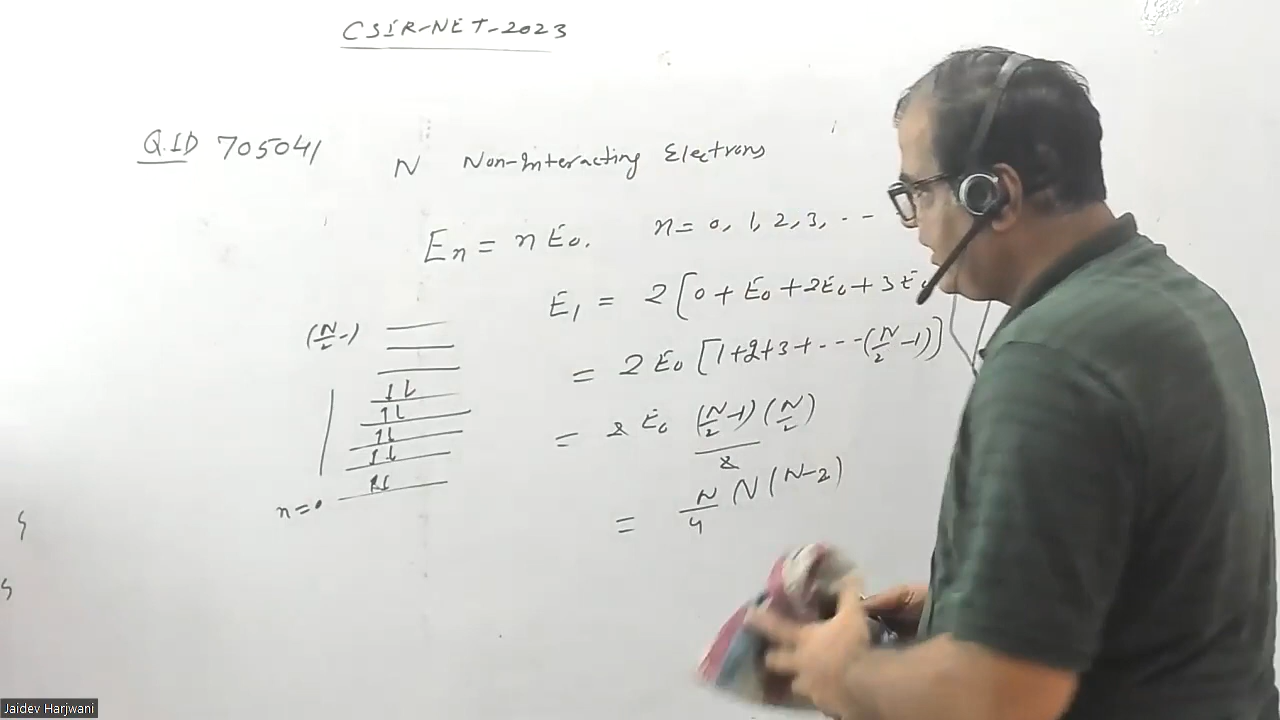 CSIR-NET-2023
Q.ID 705041
N Non-Interacting Electrons
En = nE₀. n = 0, 1, 2, 3, --
E₁ = 2 [0 + E₀ + 2E₀ + 3E₀
= 2 E₀ [1+2+3+----(N/2 -1)]
= 2 E₀ (N/2 -1)(N/2) / 2
= N/4 N(N-2)
(N/2 -1)
n=0
Jaidev Harjwani